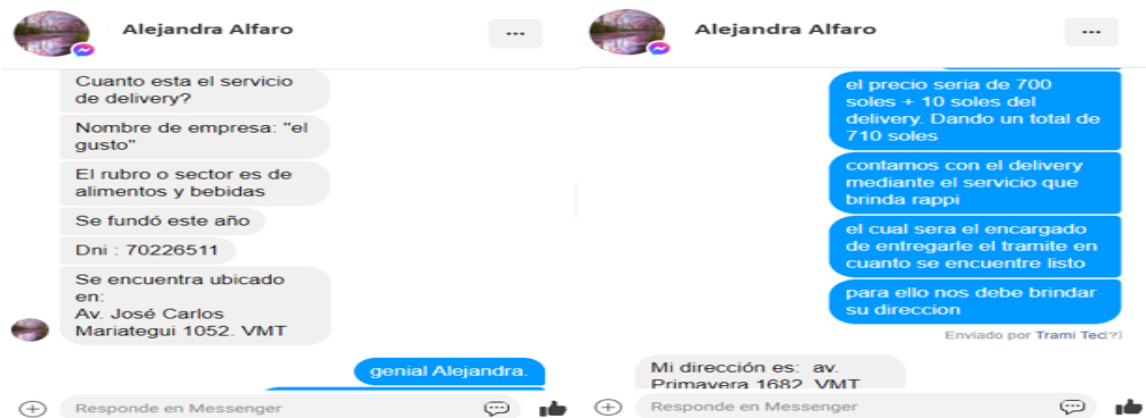 Alejandra Alfaro
...
Cuanto esta el servicio
de delivery?
Nombre de empresa: "el
gusto"
El rubro o sector es de
alimentos y bebidas
Se fundó este año
Dni : 70226511
Se encuentra ubicado
en:
Av. José Carlos
Mariategui 1052. VMT
genial Alejandra.
Responde en Messenger
Alejandra Alfaro
...
el precio seria de 700
soles + 10 soles del
delivery. Dando un total de
710 soles
contamos con el delivery
mediante el servicio que
brinda rappi
el cual sera el encargado
de entregarle el tramite en
cuanto se encuentre listo
para ello nos debe brindar
su direccion
Enviado por Trami Tec[?]
Mi dirección es: av.
Primavera 1682. VMT
Responde en Messenger